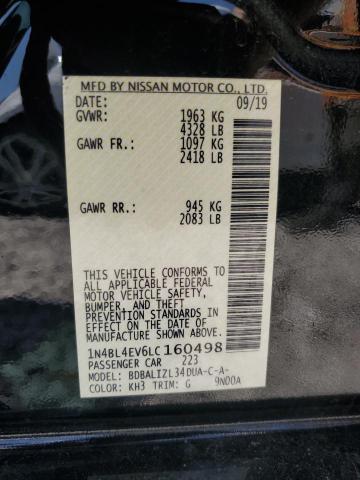 MFD BY NISSAN MOTOR CO., LTD.
DATE: 09/19
GVWR: 1963 KG
4328 LB
GAWR FR.: 1097 KG
2418 LB
GAWR RR.: 945 KG
2083 LB
THIS VEHICLE CONFORMS TO
ALL APPLICABLE FEDERAL
MOTOR VEHICLE SAFETY,
BUMPER, AND THEFT
PREVENTION STANDARDS IN
EFFECT ON THE DATE OF
MANUFACTURE SHOWN ABOVE.
1N4BL4EV6LC160498
PASSENGER CAR 223
MODEL: BDBALIZL34DUA-C-A-
COLOR: KH3 TRIM: G 9N00A